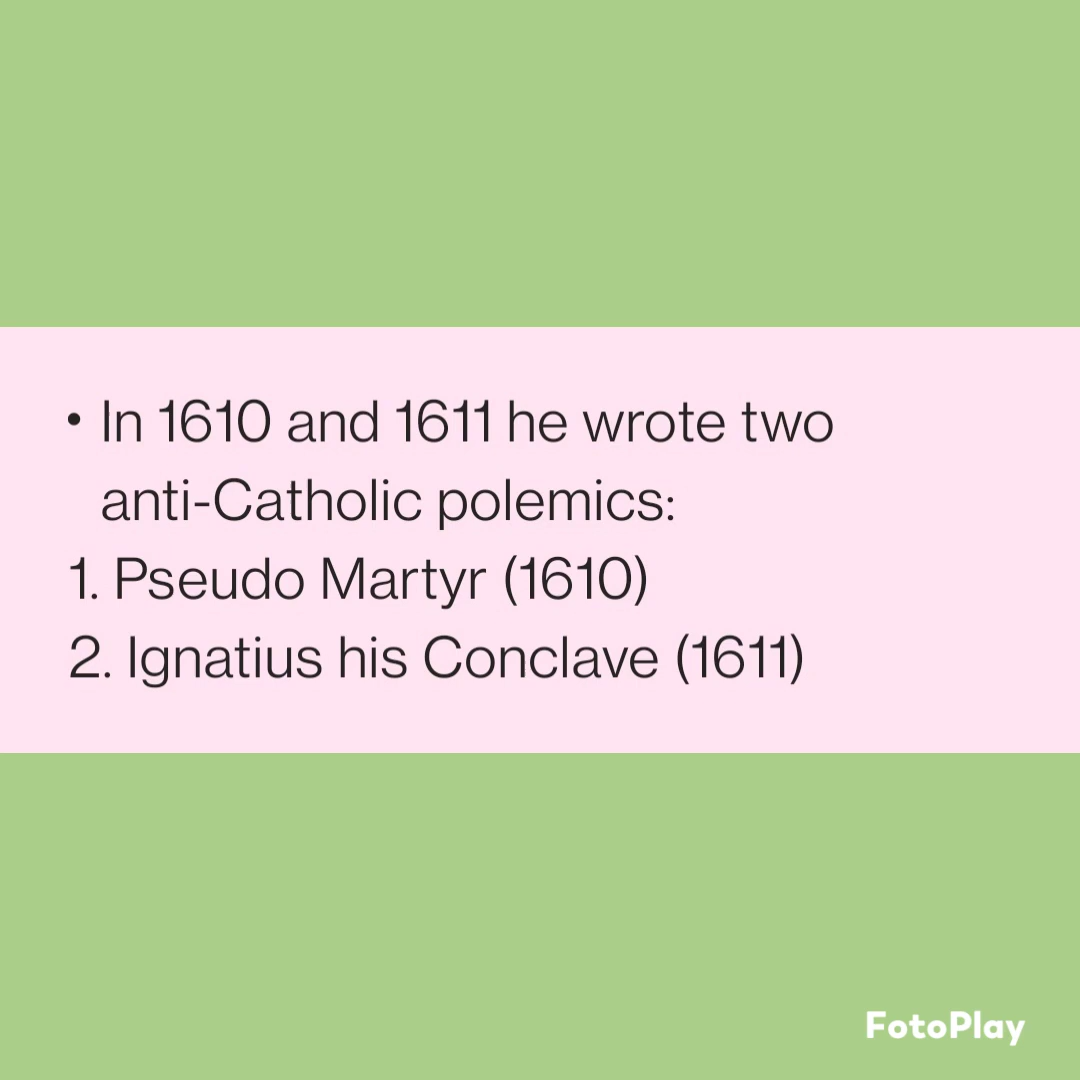 • In 1610 and 1611 he wrote two
anti-Catholic polemics:
1. Pseudo Martyr (1610)
2. Ignatius his Conclave (1611)
FotoPlay